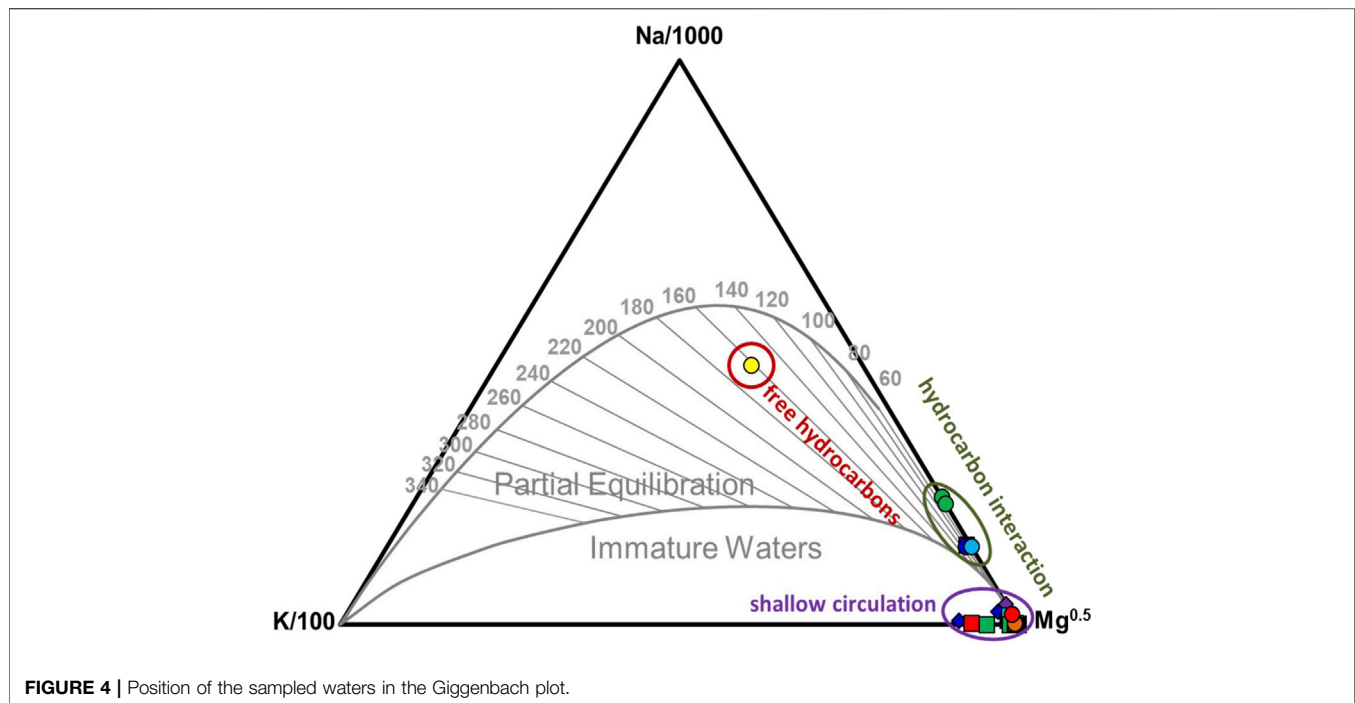 Na/1000
140
160
120
180
100
200
80
220
60
240
260
280
300
320
340
free hydrocarbons
hydrocarbon interaction
Partial Equilibration
Immature Waters
shallow circulation
K/100
Mg0.5
FIGURE 4 | Position of the sampled waters in the Giggenbach plot.